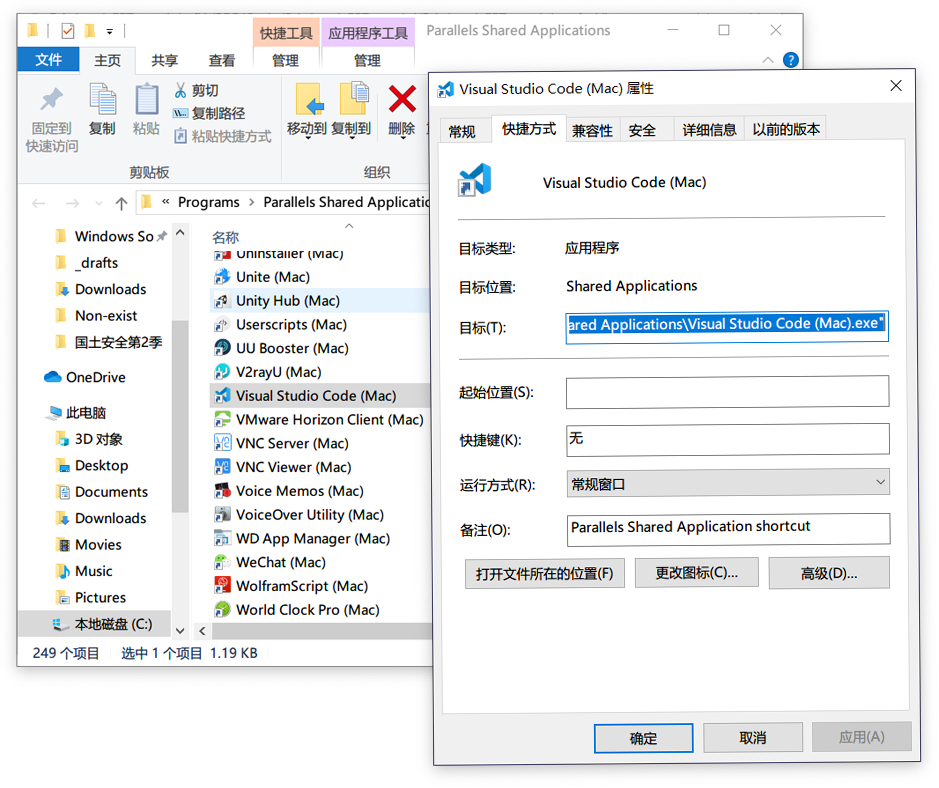 快捷工具
应用程序工具
Parallels Shared Applications
文件
主页
共享
查看
管理
管理
固定到
快速访问
复制
粘贴
剪切
复制路径
粘贴快捷方式
移动到
复制到
删除
剪贴板
组织
« Programs > Parallels Shared Applicatio
Windows So
_drafts
Downloads
Non-exist
国土安全第2季
OneDrive
此电脑
3D 对象
Desktop
Documents
Downloads
Movies
Music
Pictures
本地磁盘 (C:)
名称
Uninstaller (Mac)
Unite (Mac)
Unity Hub (Mac)
Userscripts (Mac)
UU Booster (Mac)
V2rayU (Mac)
Visual Studio Code (Mac)
VMware Horizon Client (Mac)
VNC Server (Mac)
VNC Viewer (Mac)
Voice Memos (Mac)
VoiceOver Utility (Mac)
WD App Manager (Mac)
WeChat (Mac)
WolframScript (Mac)
World Clock Pro (Mac)
249 个项目 选中 1 个项目 1.19 KB
Visual Studio Code (Mac) 属性
常规
快捷方式
兼容性
安全
详细信息
以前的版本
Visual Studio Code (Mac)
目标类型: 应用程序
目标位置: Shared Applications
目标(T): ared Applications\Visual Studio Code (Mac).exe"
起始位置(S):
快捷键(K): 无
运行方式(R): 常规窗口
备注(O): Parallels Shared Application shortcut
打开文件所在的位置(F)
更改图标(C)...
高级(D)...
确定
取消
应用(A)